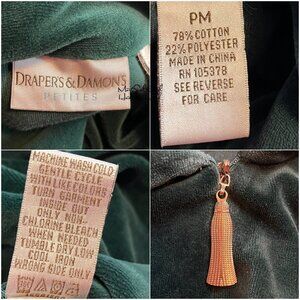 DRAPER'S & DAMON'S
PETITES
PM
78% COTTON
22% POLYESTER
MADE IN CHINA
RN 105378
SEE REVERSE
FOR CARE
MACHINE WASH COLD
GENTLE CYCLE
WITH LIKE COLORS
TURN GARMENT
INSIDE OUT
ONLY NON-
CHLORINE BLEACH
WHEN NEEDED
TUMBLE DRY LOW
COOL IRON
WRONG SIDE ONLY